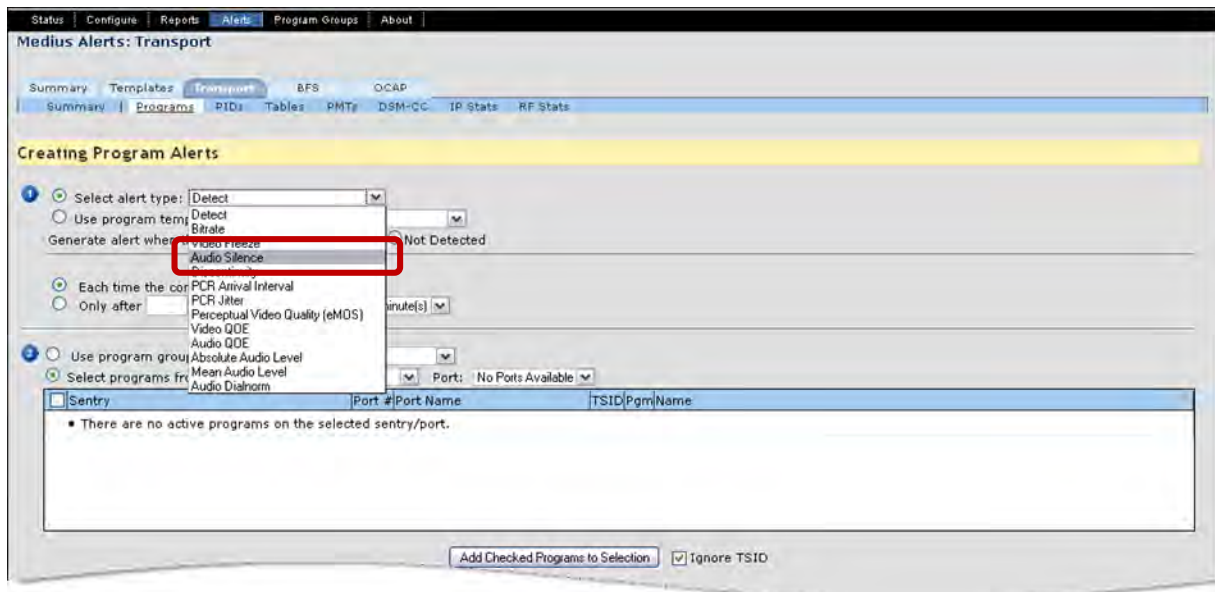 Status Configure Reports Alerts Program Groups About
Medius Alerts: Transport
Summary Templates Transport BFS OCAP
Summary | Programs PIDs Tables PMTs DSM-CC IP Stats RF Stats
Creating Program Alerts
1 Select alert type: Detect
Use program temp
Generate alert when Not Detected
Detect
Bitrate
Video Freeze
Audio Silence
Discontinuity
PCR Arrival Interval
PCR Jitter
Perceptual Video Quality (eMOS)
Video QOE
Audio QOE
Absolute Audio Level
Mean Audio Level
Audio Dialnorm
Each time the cor
Only after minute(s)
Use program group
Select programs fr Port: No Ports Available
Sentry Port # Port Name TSID Pgm Name
• There are no active programs on the selected sentry/port.
Add Checked Programs to Selection Ignore TSID